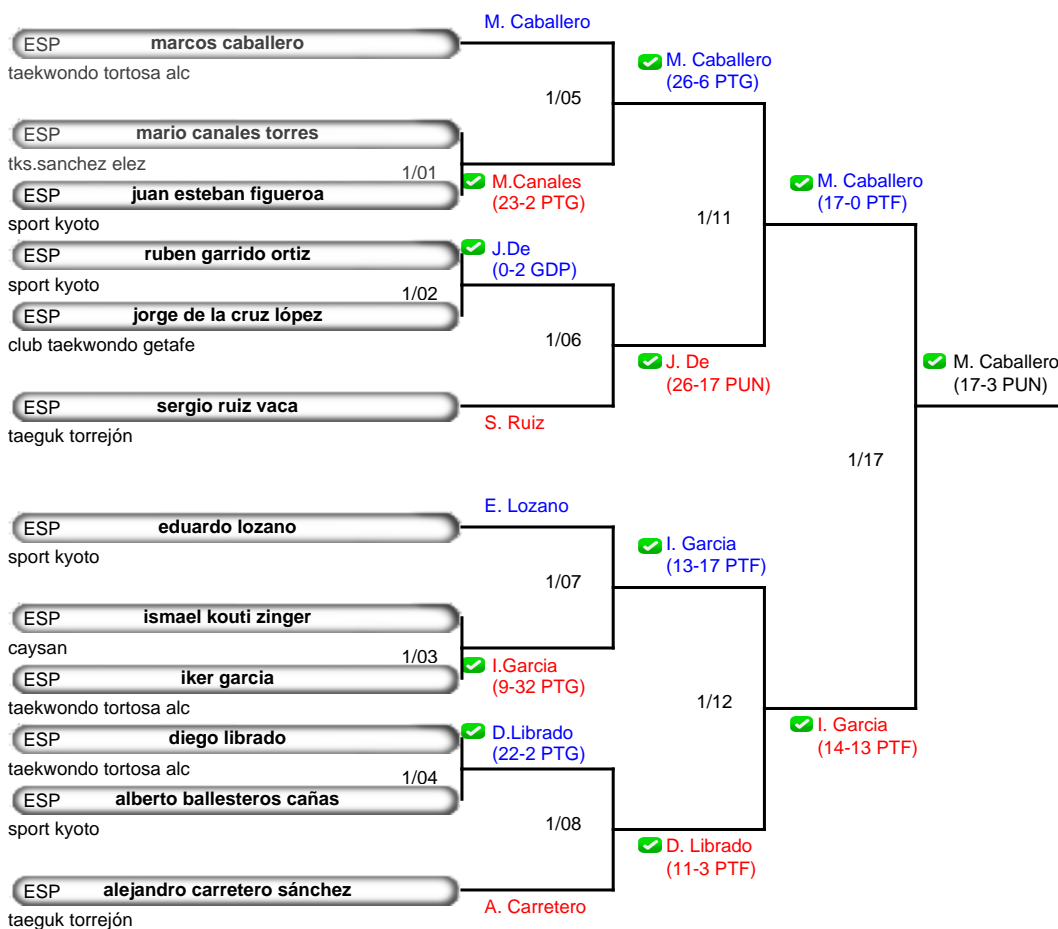 M. Caballero
ESP marcos caballero
taekwondo tortosa alc
M. Caballero
(26-6 PTG)
1/05
ESP mario canales torres
tks.sanchez elez
1/01
M.Canales
(23-2 PTG)
ESP juan esteban figueroa
sport kyoto
M. Caballero
(17-0 PTF)
1/11
ESP ruben garrido ortiz
sport kyoto
J.De
(0-2 GDP)
1/02
ESP jorge de la cruz lópez
club taekwondo getafe
1/06
J. De
(26-17 PUN)
M. Caballero
(17-3 PUN)
ESP sergio ruiz vaca
taeguk torrejón
S. Ruiz
1/17
E. Lozano
ESP eduardo lozano
sport kyoto
I. Garcia
(13-17 PTF)
1/07
ESP ismael kouti zinger
caysan
1/03
I.Garcia
(9-32 PTG)
ESP iker garcia
taekwondo tortosa alc
1/12
I. Garcia
(14-13 PTF)
ESP diego librado
taekwondo tortosa alc
D.Librado
(22-2 PTG)
1/04
ESP alberto ballesteros cañas
sport kyoto
1/08
D. Librado
(11-3 PTF)
ESP alejandro carretero sánchez
taeguk torrejón
A. Carretero